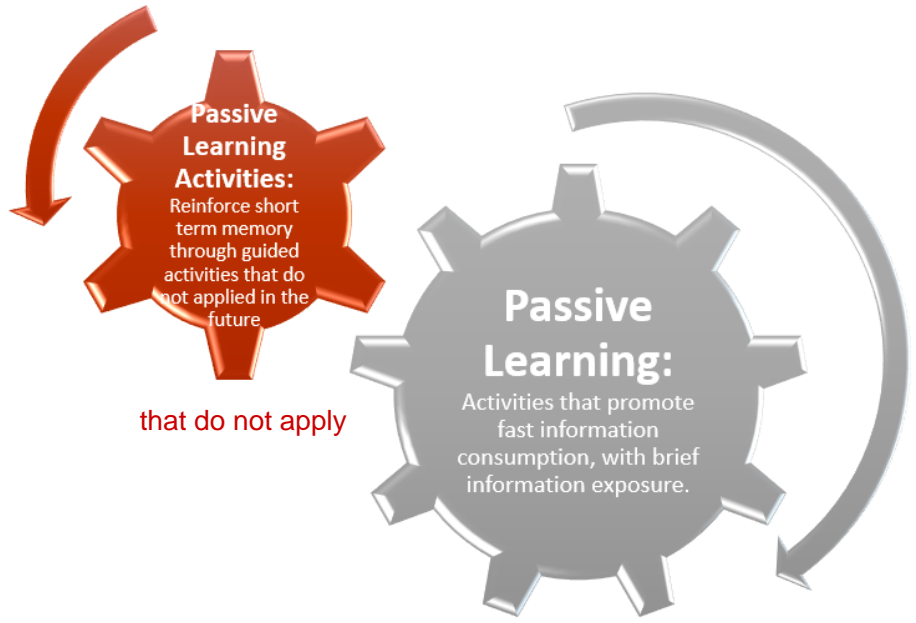 Passive
Learning
Activities:
Reinforce short
term memory
through guided
activities that do
not applied in the
future
that do not apply
Passive
Learning:
Activities that promote
fast information
consumption, with brief
information exposure.